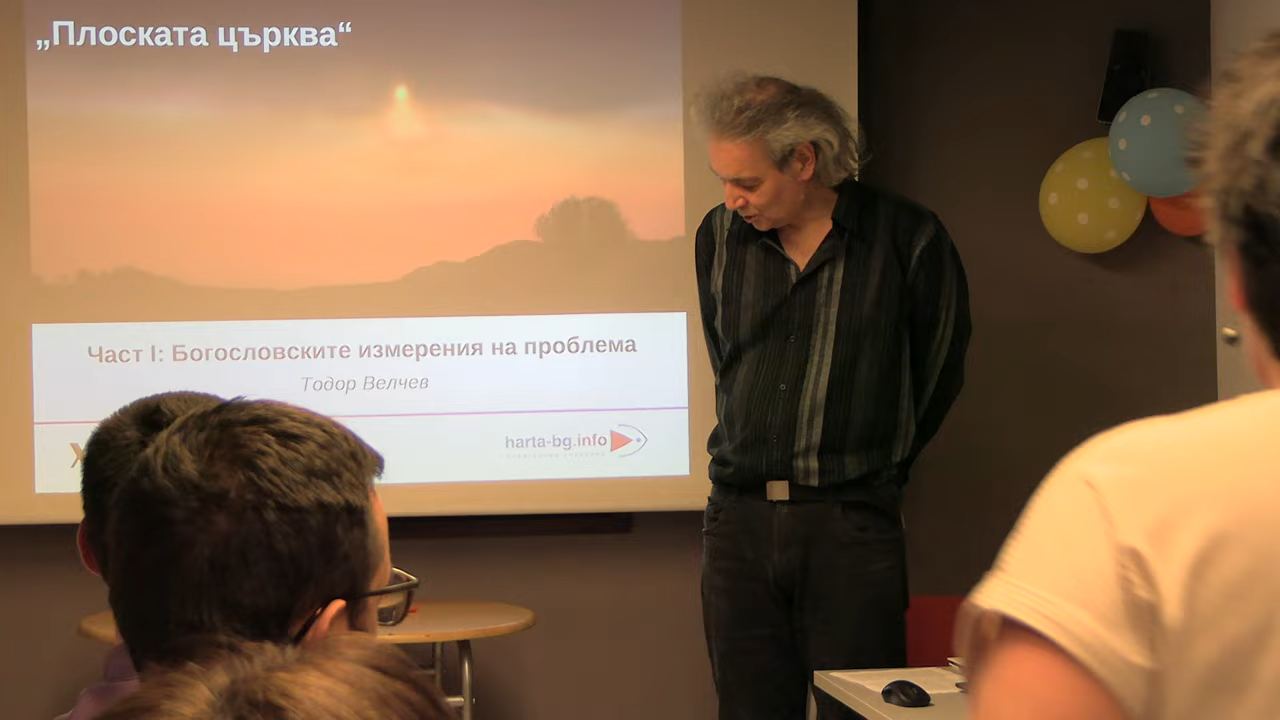 „Плоската църква“
Част I: Богословските измерения на проблема
Тодор Велчев
harta-bg.info